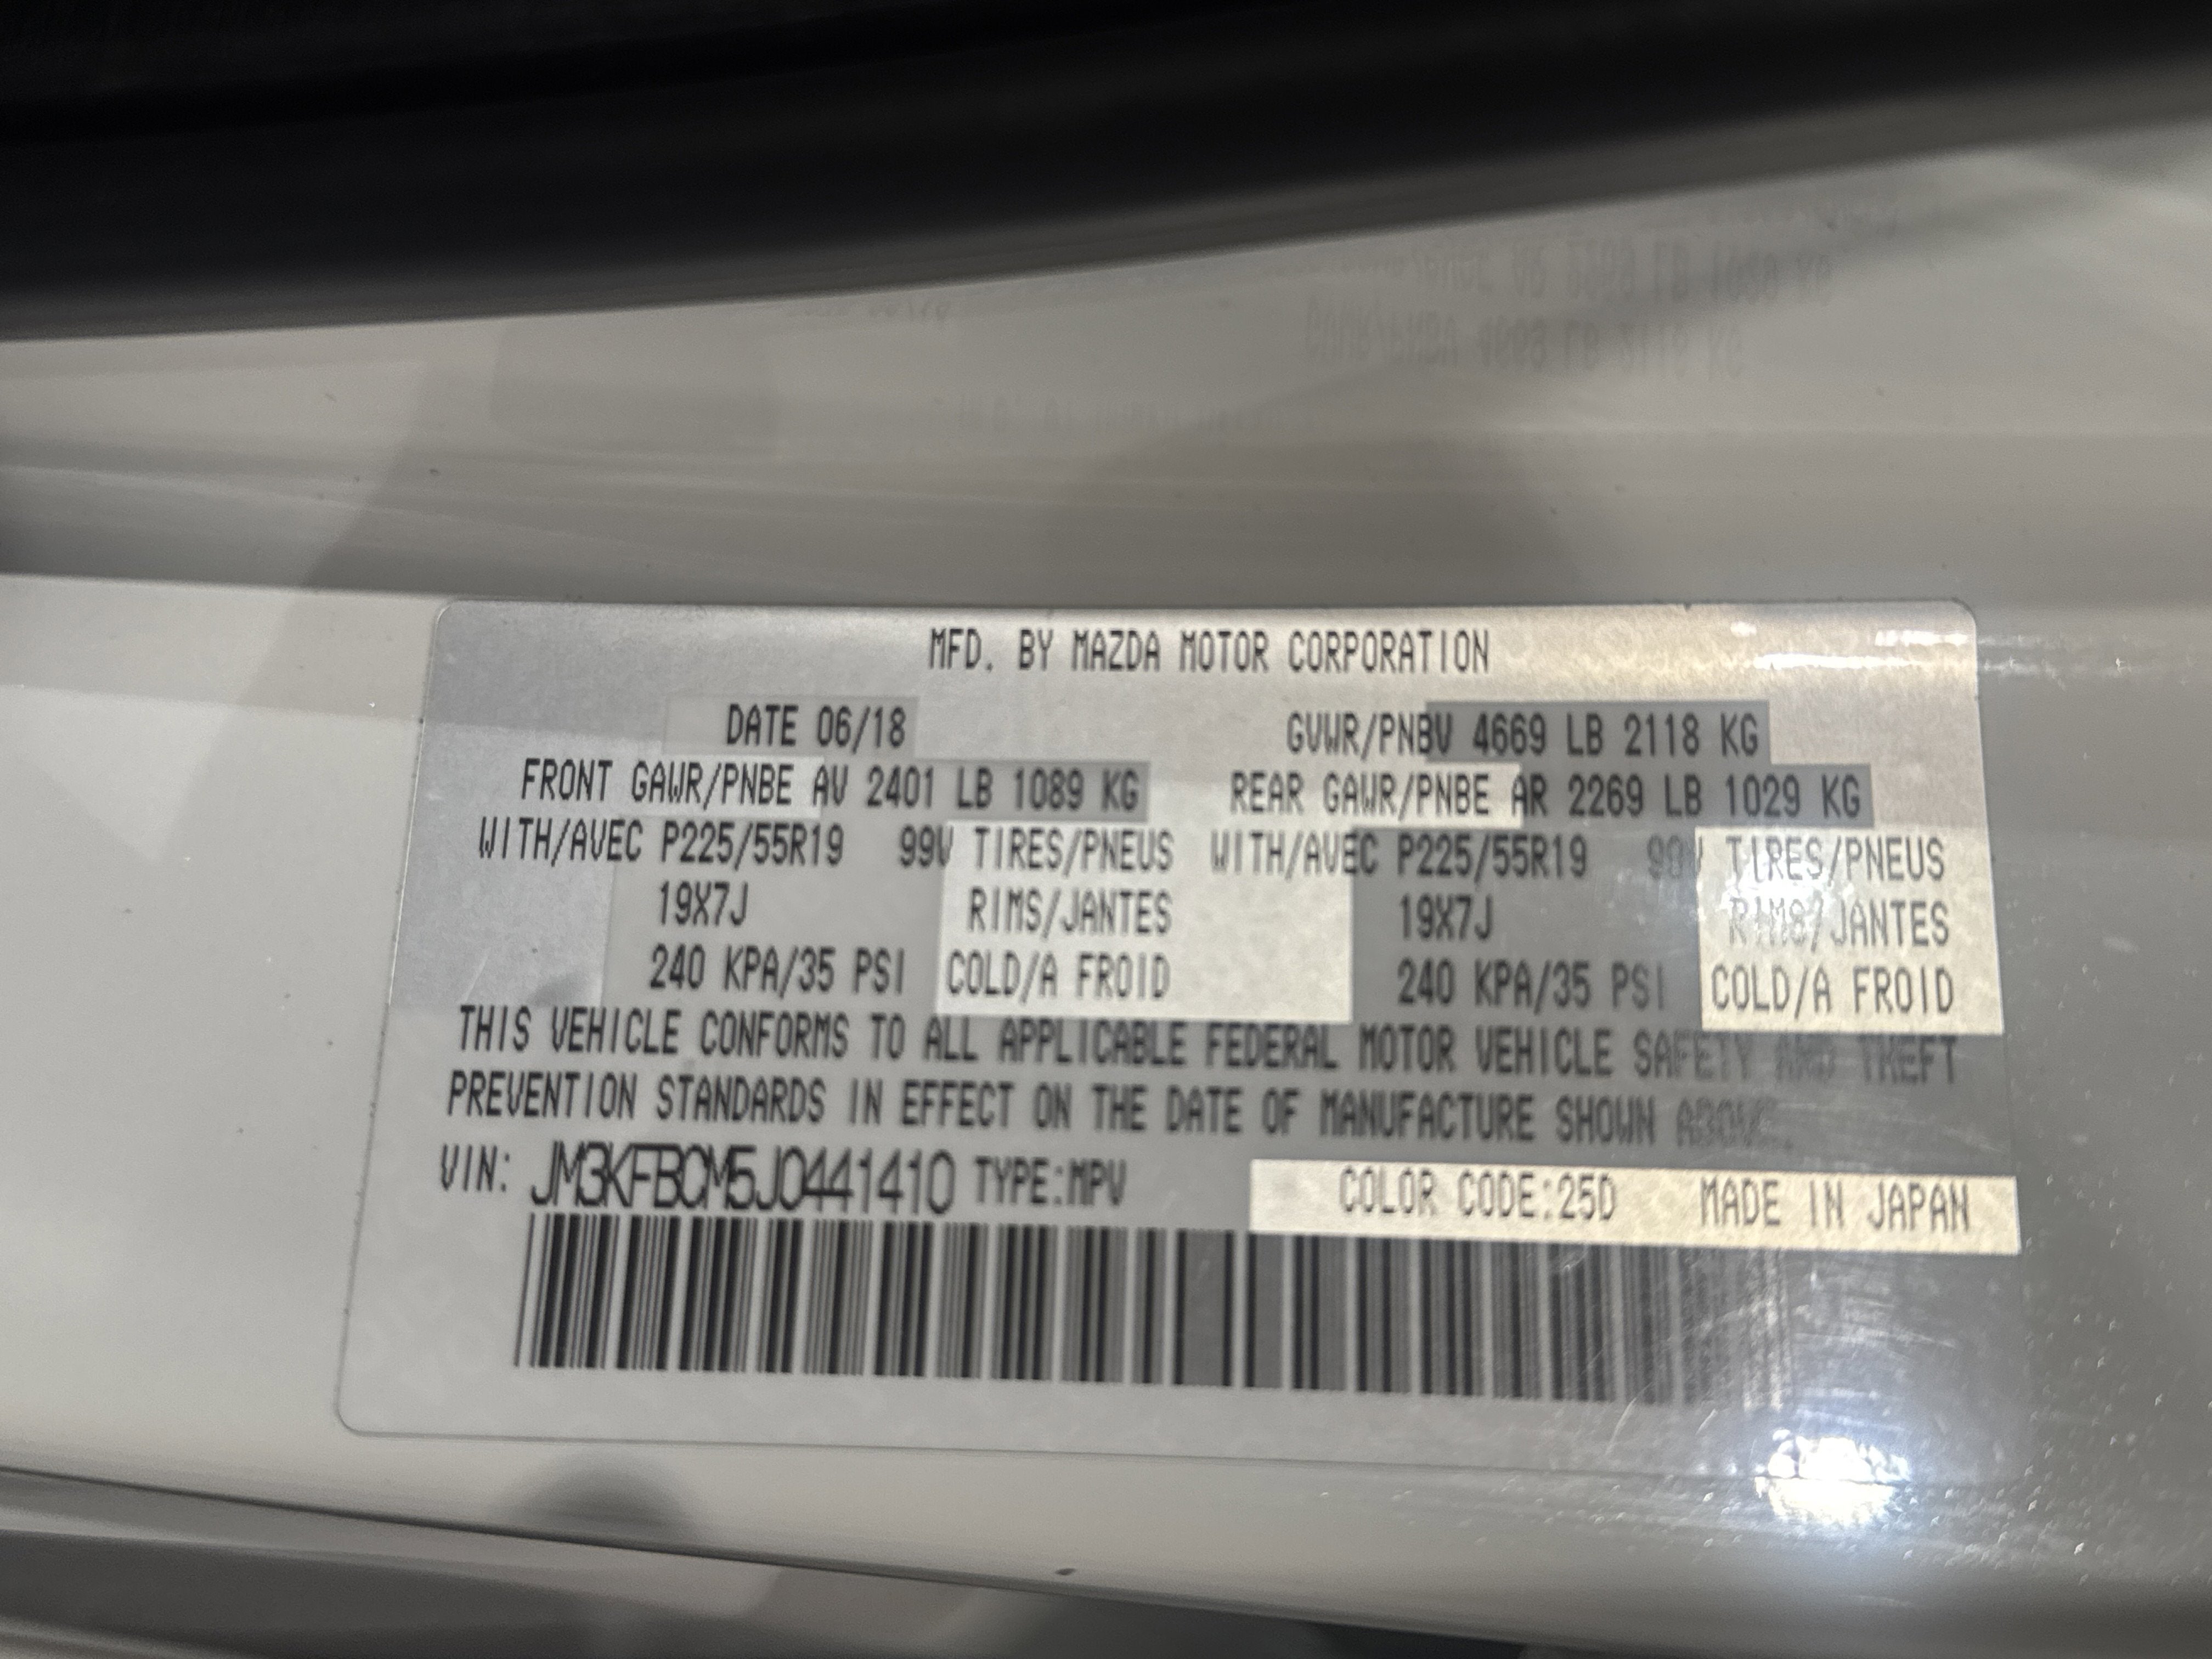 MFD. BY MAZDA MOTOR CORPORATION
DATE 06/18 GVWR/PNBV 4669 LB 2118 KG
FRONT GAWR/PNBE AV 2401 LB 1089 KG REAR GAWR/PNBE AR 2269 LB 1029 KG
WITH/AVEC P225/55R19 99V TIRES/PNEUS WITH/AVEC P225/55R19 TIRES/PNEUS
19X7J RIMS/JANTES 19X7J RIMS/JANTES
240 KPA/35 PSI COLD/A FROID 240 KPA/35 PSI COLD/A FROID
THIS VEHICLE CONFORMS TO ALL APPLICABLE FEDERAL MOTOR VEHICLE SAFETY AND THEFT
PREVENTION STANDARDS IN EFFECT ON THE DATE OF MANUFACTURE SHOWN ABOVE.
VIN: JM3KFBCM5J0441410 TYPE:MPV COLOR CODE:25D MADE IN JAPAN